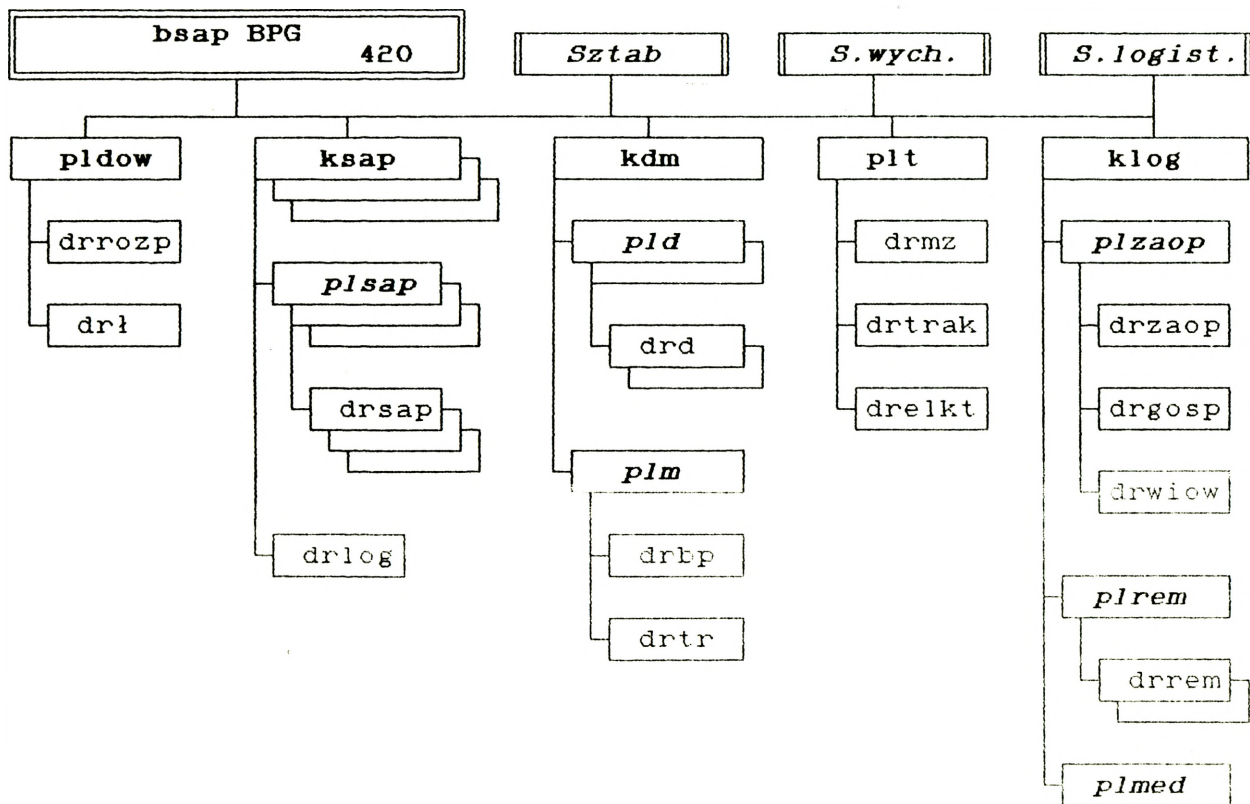 bsap BPG
420
Sztab
S.wych.
S.logist.
pldow
ksap
kdm
plt
klog
drrozp
drł
plsap
drsap
drlog
pld
drd
plm
drbp
drtr
drmz
drtrak
drelkt
plzaop
drzaop
drgosp
drwiow
plrem
drrem
plmed